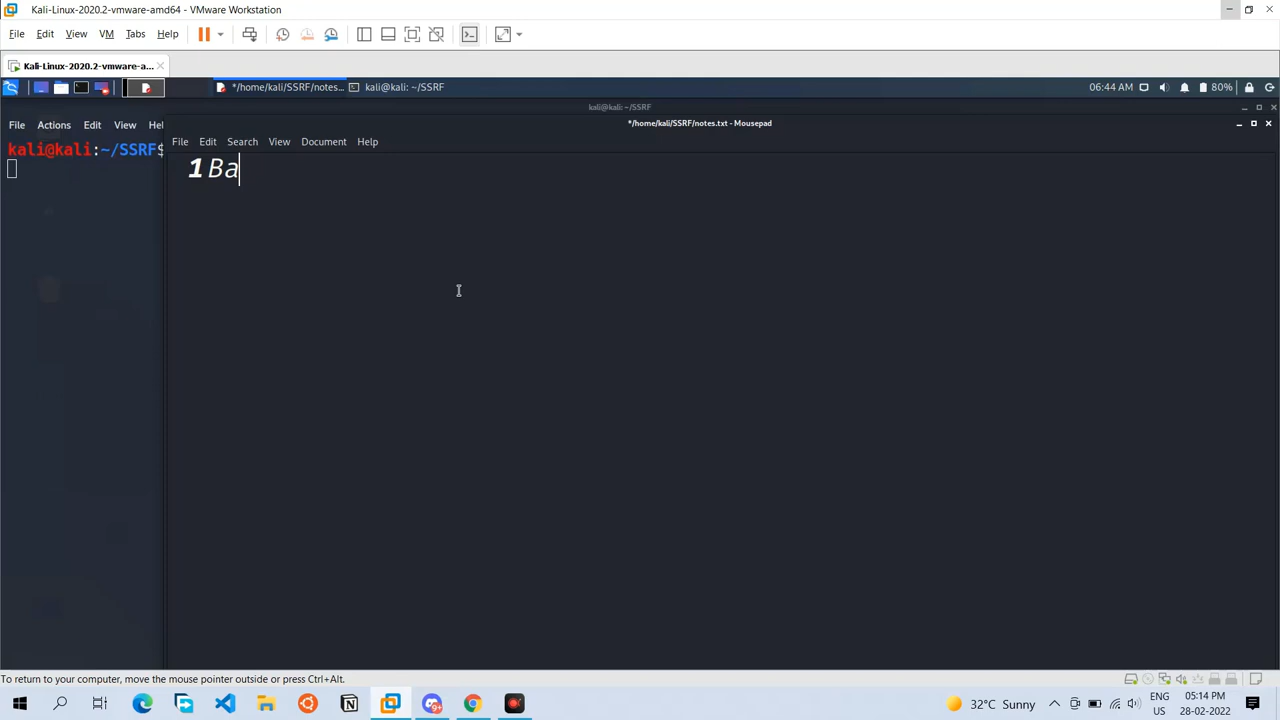 Kali-Linux-2020.2-vmware-amd64 - VMware Workstation
File Edit View VM Tabs Help
Kali-Linux-2020.2-vmware-a...
*/home/kali/SSRF/notes... kali@kali: ~/SSRF 06:44 AM 80%
kali@kali: ~/SSRF
*/home/kali/SSRF/notes.txt - Mousepad
File Actions Edit View Hel
File Edit Search View Document Help
kali@kali:~/SSRF$
1 Ba
To return to your computer, move the mouse pointer outside or press Ctrl+Alt.
32°C Sunny ENG US 05:14 PM 28-02-2022